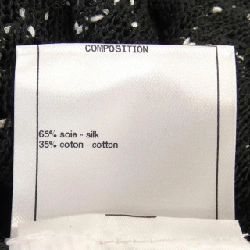 COMPOSITION
65% soie - silk
35% coton cotton